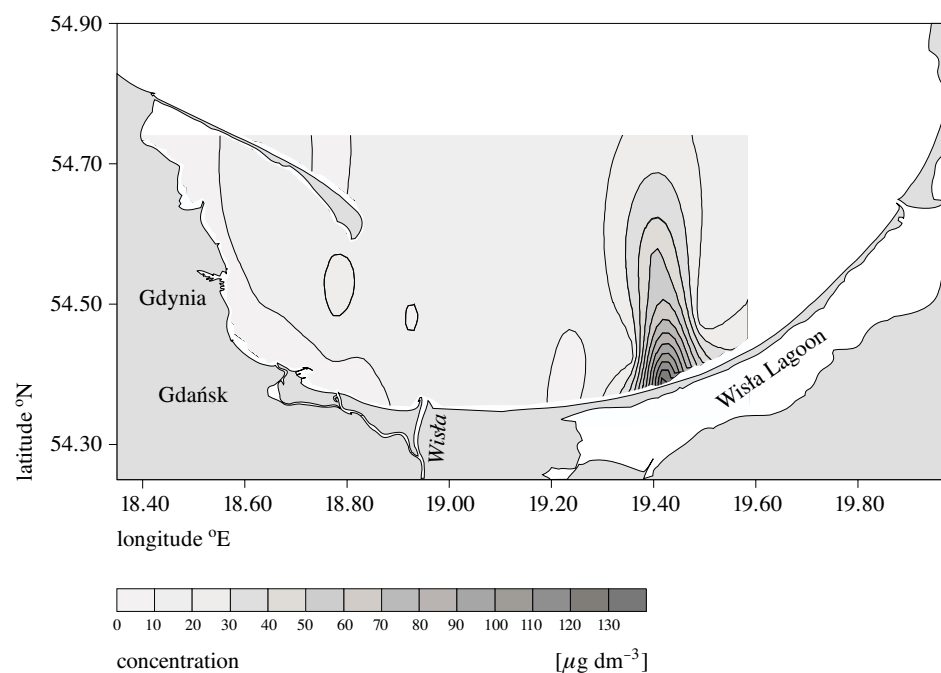 54.90
54.70
54.50
54.30
latitude ºN
Gdynia
Gdańsk
Wisła
Wisła Lagoon
18.40 18.60 18.80 19.00 19.20 19.40 19.60 19.80
longitude ºE
0 10 20 30 40 50 60 70 80 90 100 110 120 130
concentration [µg dm⁻³]